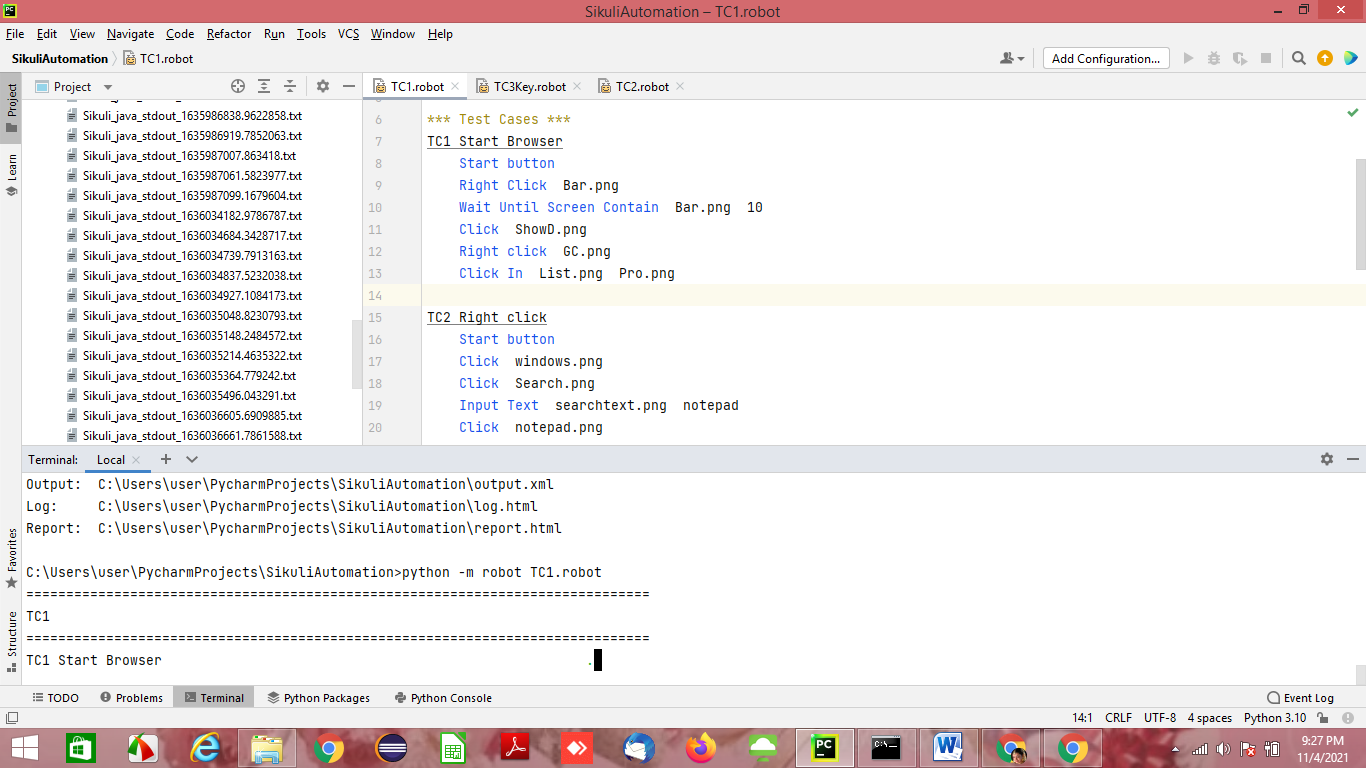 SikuliAutomation – TC1.robot
File Edit View Navigate Code Refactor Run Tools VCS Window Help
SikuliAutomation TC1.robot Add Configuration...
Project TC1.robot TC3Key.robot TC2.robot
Project
Learn
Favorites
Structure
Sikuli_java_stdout_1635986838.9622858.txt
Sikuli_java_stdout_1635986919.7852063.txt
Sikuli_java_stdout_1635987007.863418.txt
Sikuli_java_stdout_1635987061.5823977.txt
Sikuli_java_stdout_1635987099.1679604.txt
Sikuli_java_stdout_1636034182.9786787.txt
Sikuli_java_stdout_1636034684.3428717.txt
Sikuli_java_stdout_1636034739.7913163.txt
Sikuli_java_stdout_1636034837.5232038.txt
Sikuli_java_stdout_1636034927.1084173.txt
Sikuli_java_stdout_1636035048.8230793.txt
Sikuli_java_stdout_1636035148.2484572.txt
Sikuli_java_stdout_1636035214.4635322.txt
Sikuli_java_stdout_1636035364.779242.txt
Sikuli_java_stdout_1636035496.043291.txt
Sikuli_java_stdout_1636036605.6909885.txt
Sikuli_java_stdout_1636036661.7861588.txt
6 *** Test Cases ***
7 TC1 Start Browser
8 Start button
9 Right Click Bar.png
10 Wait Until Screen Contain Bar.png 10
11 Click ShowD.png
12 Right click GC.png
13 Click In List.png Pro.png
14
15 TC2 Right click
16 Start button
17 Click windows.png
18 Click Search.png
19 Input Text searchtext.png notepad
20 Click notepad.png
Terminal: Local
Output: C:\Users\user\PycharmProjects\SikuliAutomation\output.xml
Log: C:\Users\user\PycharmProjects\SikuliAutomation\log.html
Report: C:\Users\user\PycharmProjects\SikuliAutomation\report.html
C:\Users\user\PycharmProjects\SikuliAutomation>python -m robot TC1.robot
==============================================================================
TC1
==============================================================================
TC1 Start Browser .
TODO Problems Terminal Python Packages Python Console Event Log
14:1 CRLF UTF-8 4 spaces Python 3.10
9:27 PM
11/4/2021